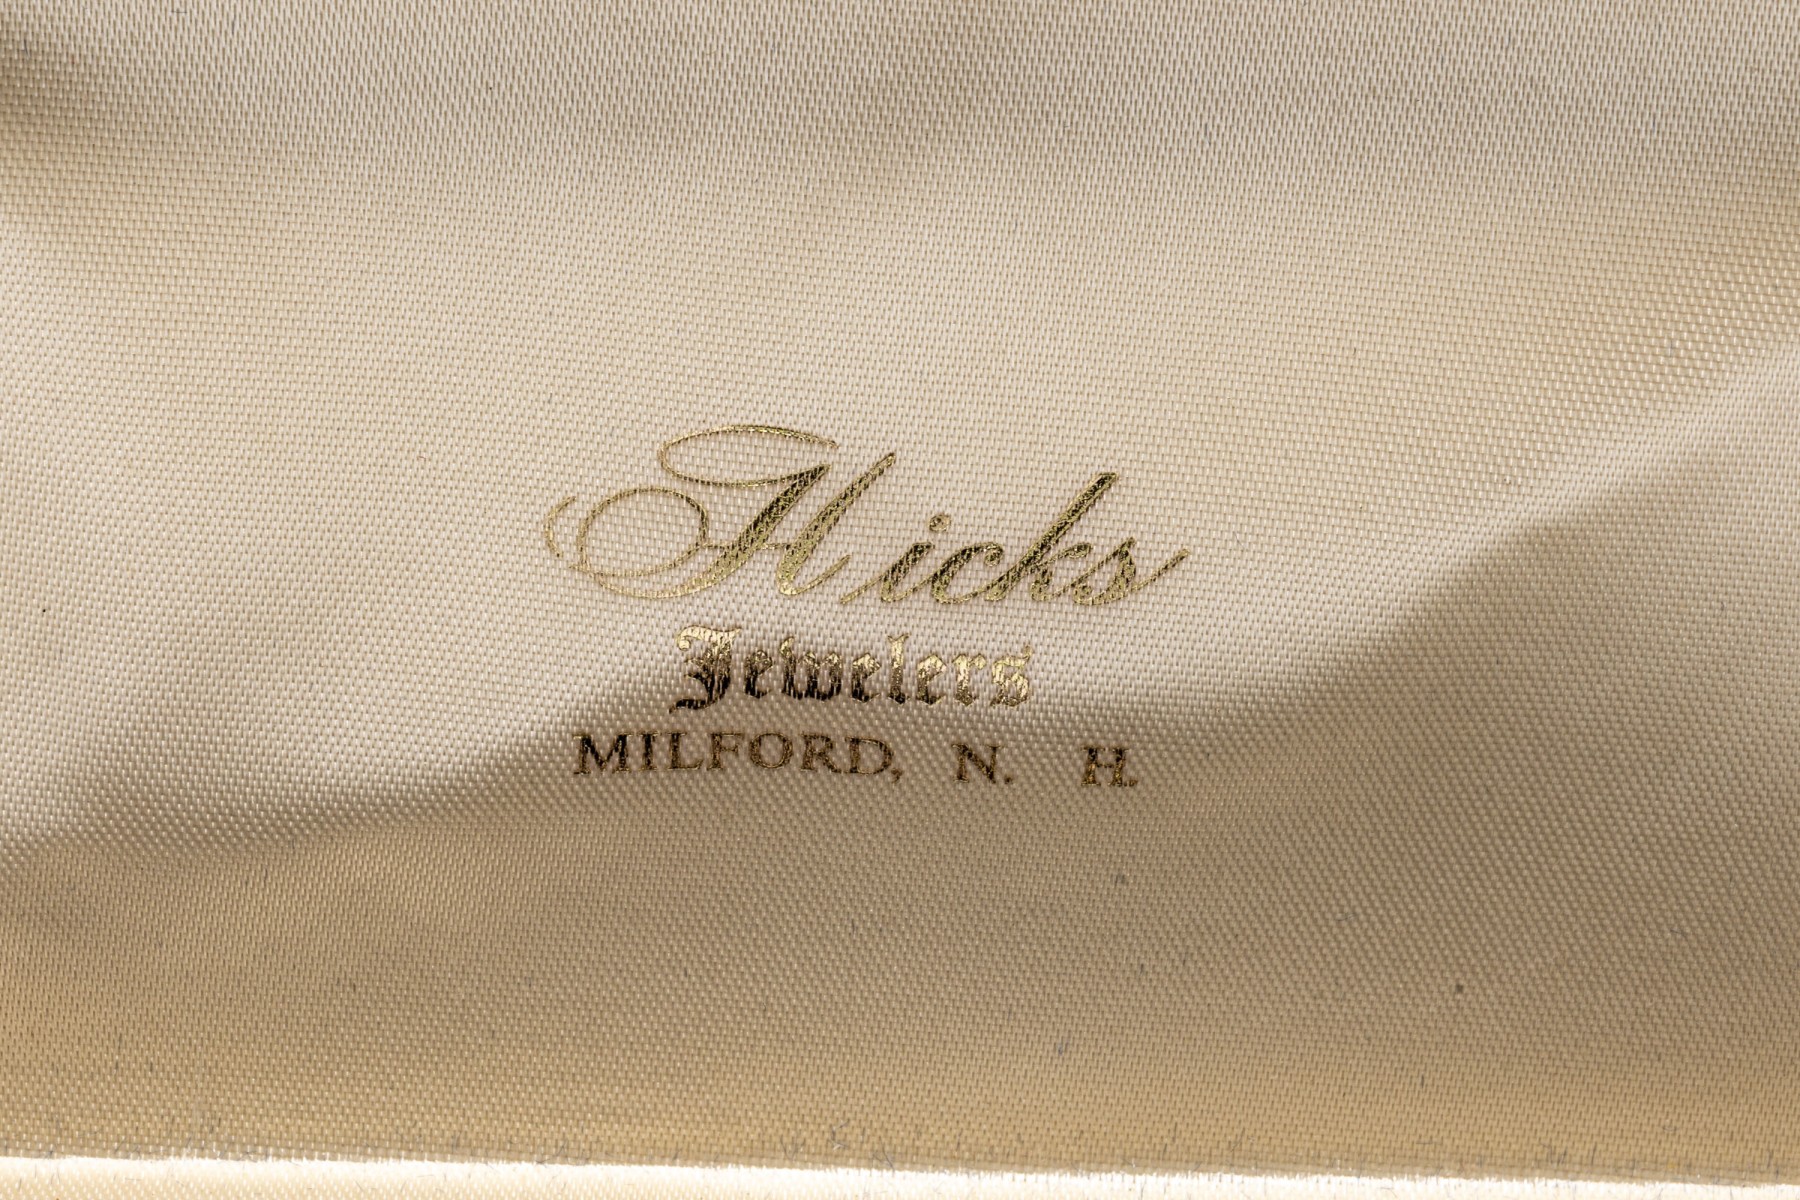 Hicks
Jewelers
MILFORD, N. H.